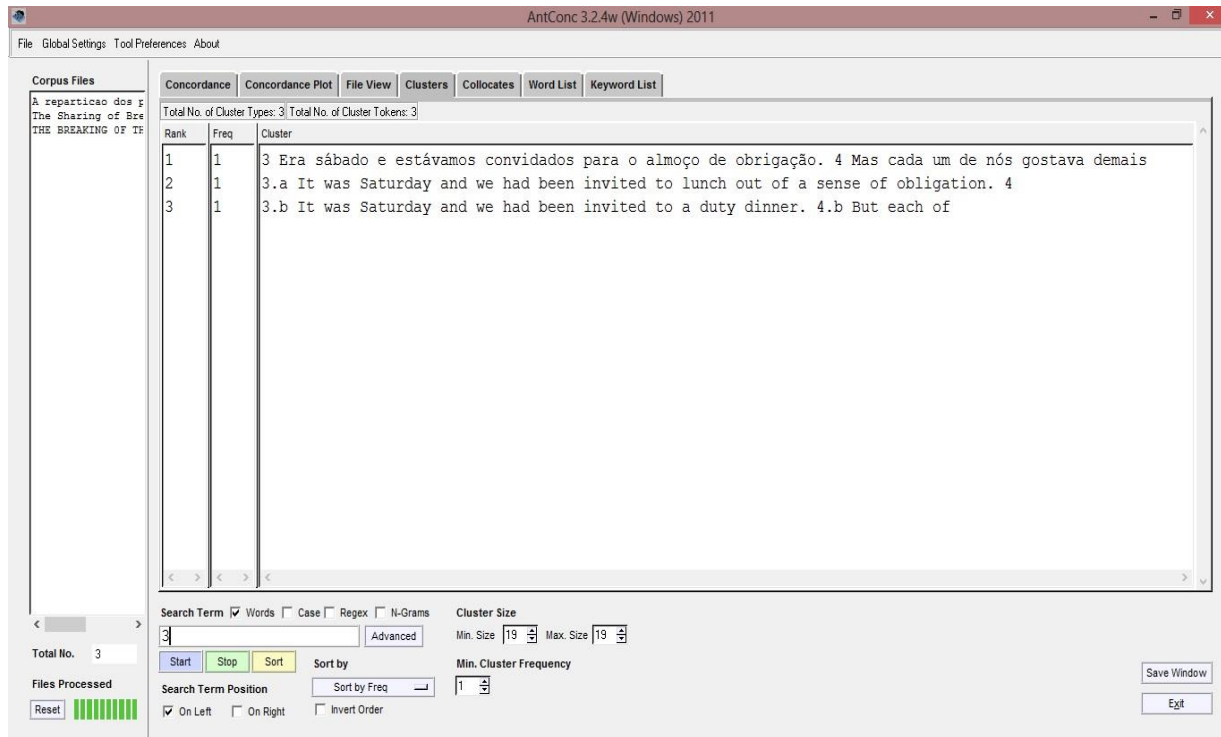 AntConc 3.2.4w (Windows) 2011
File Global Settings Tool Preferences About
Corpus Files
A reparticao dos p
The Sharing of Bre
THE BREAKING OF TH
Concordance Concordance Plot File View Clusters Collocates Word List Keyword List
Total No. of Cluster Types: 3 Total No. of Cluster Tokens: 3
Rank Freq Cluster
1 1 3 Era sábado e estávamos convidados para o almoço de obrigação. 4 Mas cada um de nós gostava demais
2 1 3.a It was Saturday and we had been invited to lunch out of a sense of obligation. 4
3 1 3.b It was Saturday and we had been invited to a duty dinner. 4.b But each of
Search Term Words Case Regex N-Grams Cluster Size
3 Advanced Min. Size 19 Max. Size 19
Total No. 3
Start Stop Sort Sort by Min. Cluster Frequency
Files Processed
Search Term Position Sort by Freq 1
Save Window
Reset On Left On Right Invert Order
Exit